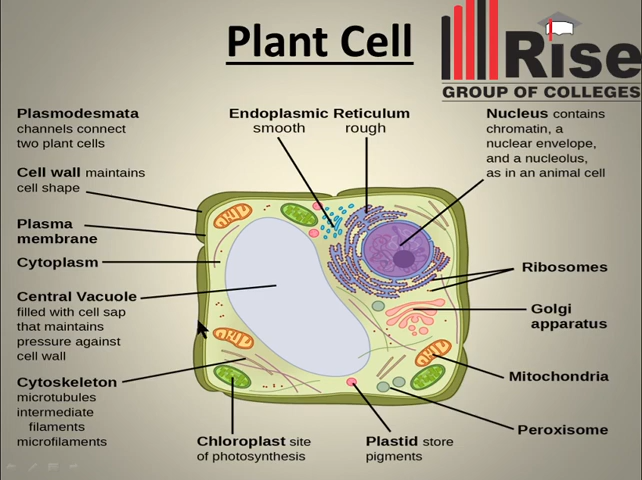 Plant Cell
Rise
GROUP OF COLLEGES
Plasmodesmata
channels connect
two plant cells
Cell wall maintains
cell shape
Plasma
membrane
Cytoplasm
Central Vacuole
filled with cell sap
that maintains
pressure against
cell wall
Cytoskeleton
microtubules
intermediate
filaments
microfilaments
Endoplasmic Reticulum
smooth rough
Nucleus contains
chromatin, a
nuclear envelope,
and a nucleolus,
as in an animal cell
Ribosomes
Golgi
apparatus
Mitochondria
Peroxisome
Chloroplast site
of photosynthesis
Plastid store
pigments